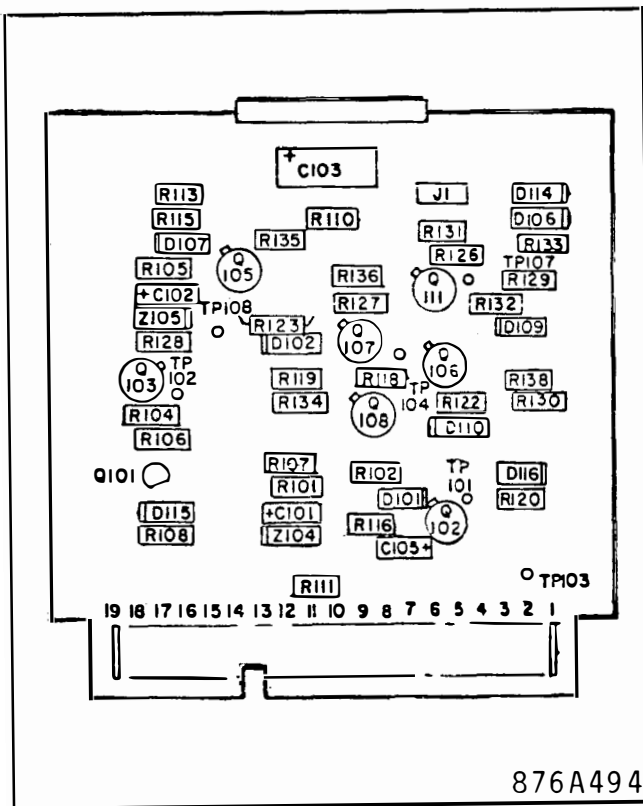 +
C103
R113
J1
D114
R115
R110
D106
D107
R135
R131
R133
R105
Q
105
R126
TP107
R136
Q
111
R129
+C102
R127
R132
Z105
TP108
R123
D109
R128
D102
Q
107
Q
103
TP
102
R119
R118
Q
106
R138
R134
TP
104
R122
R130
R104
Q
108
D110
R106
R107
TP
101
Q101
R102
D116
R101
D101
R120
D115
+C101
R116
Q
102
R108
Z104
C105+
R111
TP103
19 18 17 16 15 14 13 12 11 10 9 8 7 6 5 4 3 2 1
876A494